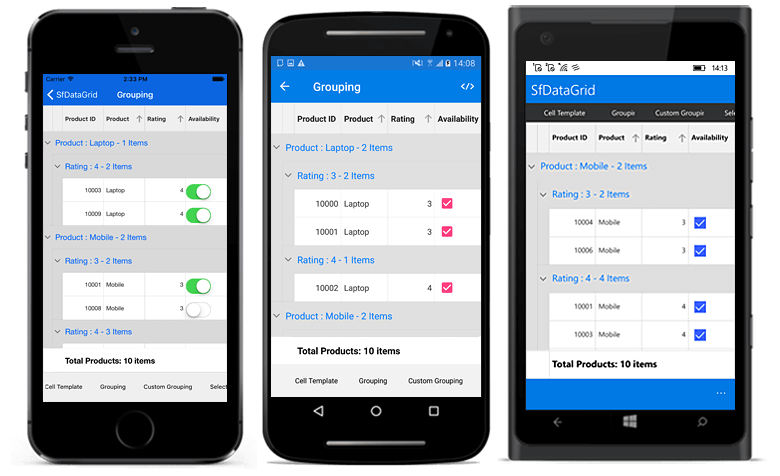 Carrier 2:33 PM
SfDataGrid Grouping
Product ID Product Rating Availability
Product : Laptop - 1 Items
Rating : 4 - 2 Items
10003 Laptop 4
10009 Laptop 4
Product : Mobile - 2 Items
Rating : 3 - 2 Items
10001 Mobile 3
10008 Mobile 3
Rating : 4 - 3 Items
Total Products: 10 items
Cell Template Grouping Custom Grouping Select
14:08
Grouping </>
Product ID Product Rating Availability
Product : Laptop - 2 Items
Rating : 3 - 2 Items
10000 Laptop 3
10001 Laptop 3
Rating : 4 - 1 Items
10002 Laptop 4
Product : Mobile - 2 Items
Total Products: 10 items
Cell Template Grouping Custom Grouping
14:13
SfDataGrid
Cell Template Groupin Custom Groupin Sele
Product ID Product Rating Availability
Product : Mobile - 2 Items
Rating : 3 - 2 Items
10004 Mobile 3
10006 Mobile 3
Rating : 4 - 4 Items
10001 Mobile 4
10003 Mobile 4
Total Products: 10 items
...